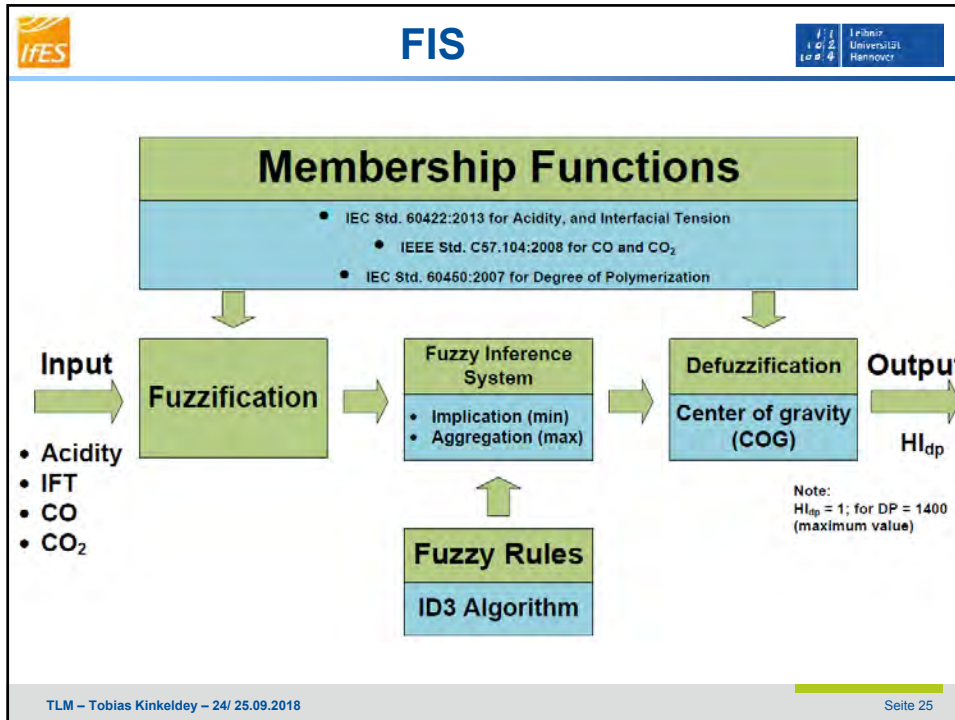 IfES
FIS
Leibniz
Universität
Hannover
Membership Functions
• IEC Std. 60422:2013 for Acidity, and Interfacial Tension
• IEEE Std. C57.104:2008 for CO and CO₂
• IEC Std. 60450:2007 for Degree of Polymerization
Input
• Acidity
• IFT
• CO
• CO₂
Fuzzification
Fuzzy Inference
System
• Implication (min)
• Aggregation (max)
Defuzzification
Center of gravity
(COG)
Output
HIdp
Note:
HIdp = 1; for DP = 1400
(maximum value)
Fuzzy Rules
ID3 Algorithm
TLM – Tobias Kinkeldey – 24/ 25.09.2018
Seite 25